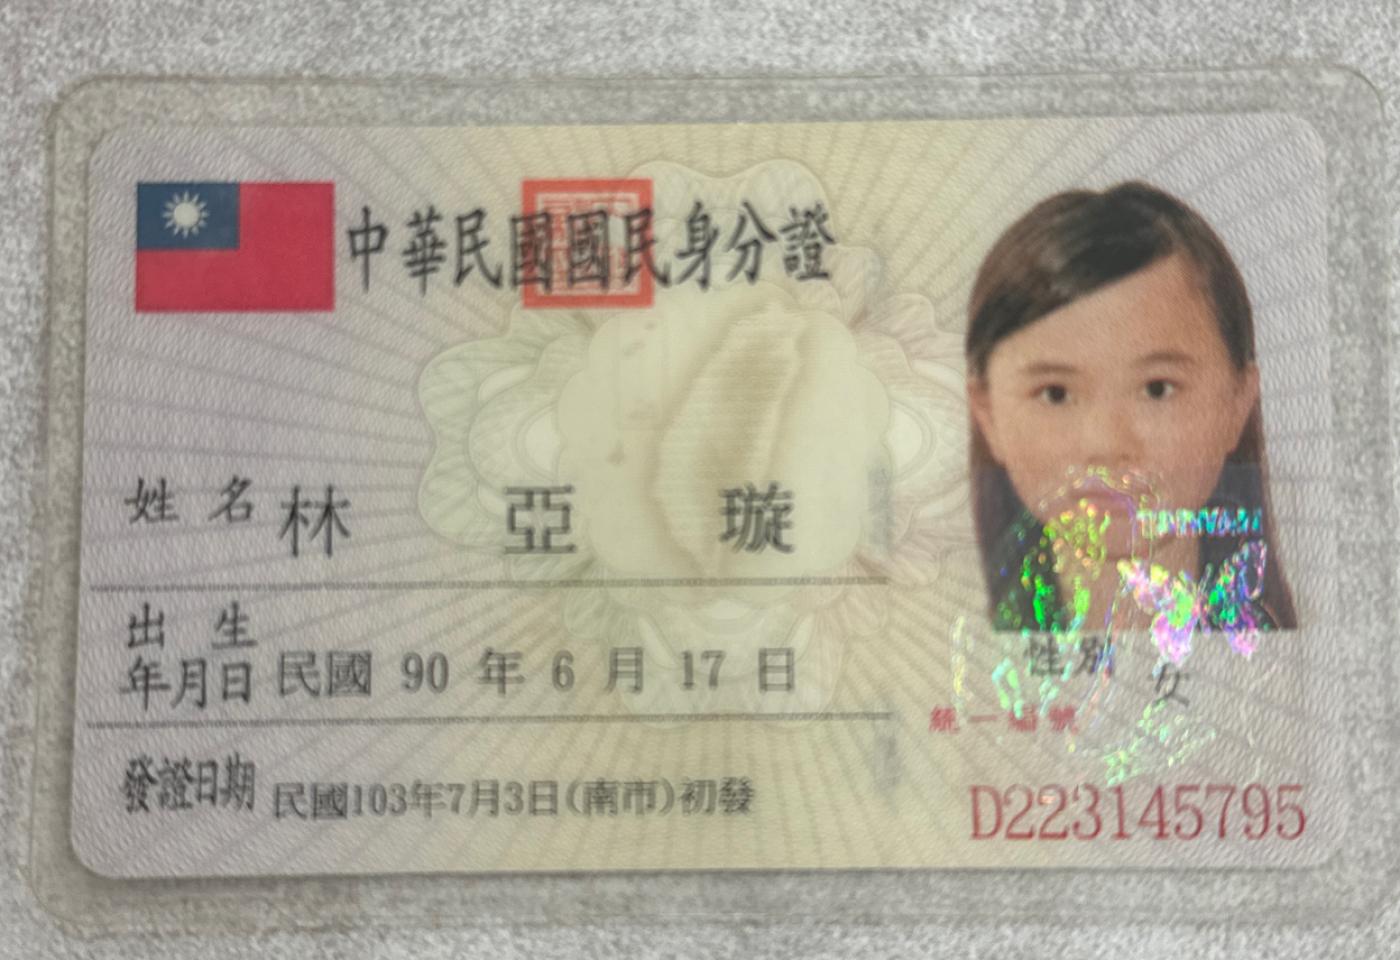 中華民國國民身分證
姓名 林 亞 璇
出生年月日 民國 90 年 6 月 17 日
發證日期 民國103年7月3日(南市)初發
TAIWAN
性別 女
統一編號
D223145795